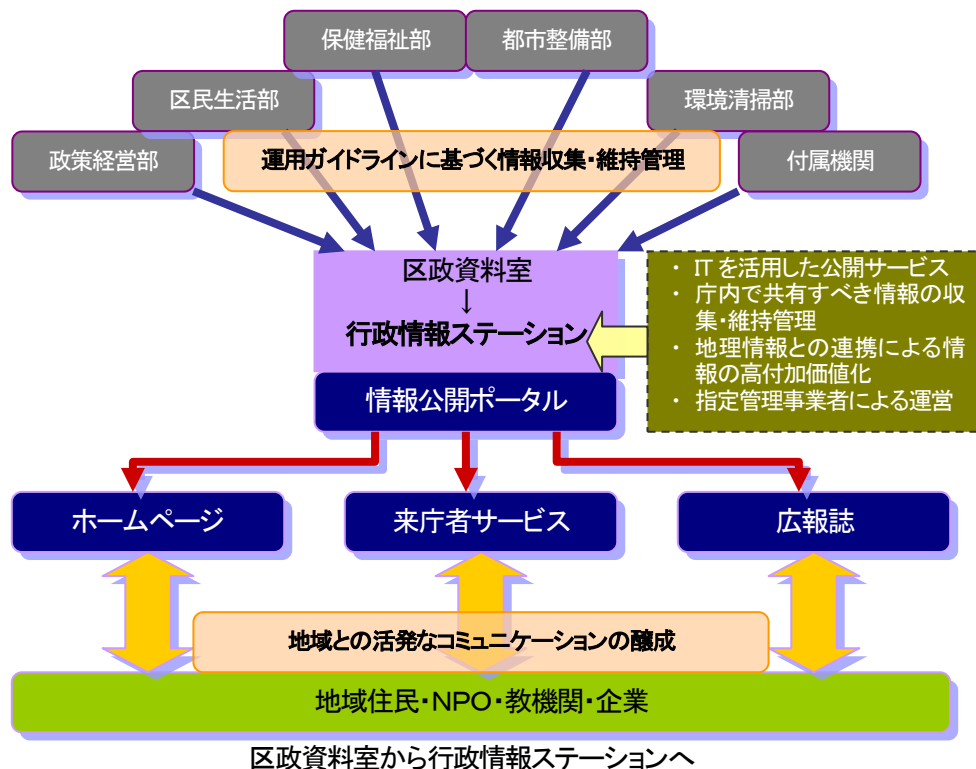 保健福祉部
都市整備部
区民生活部
環境清掃部
政策経営部
運用ガイドラインに基づく情報収集・維持管理
付属機関
区政資料室
↓
行政情報ステーション
・ ITを活用した公開サービス
・ 庁内で共有すべき情報の収
集・維持管理
・ 地理情報との連携による情
報の高付加価値化
・ 指定管理事業者による運営
情報公開ポータル
ホームページ
来庁者サービス
広報誌
地域との活発なコミュニケーションの醸成
地域住民・NPO・教機関・企業
区政資料室から行政情報ステーションへ